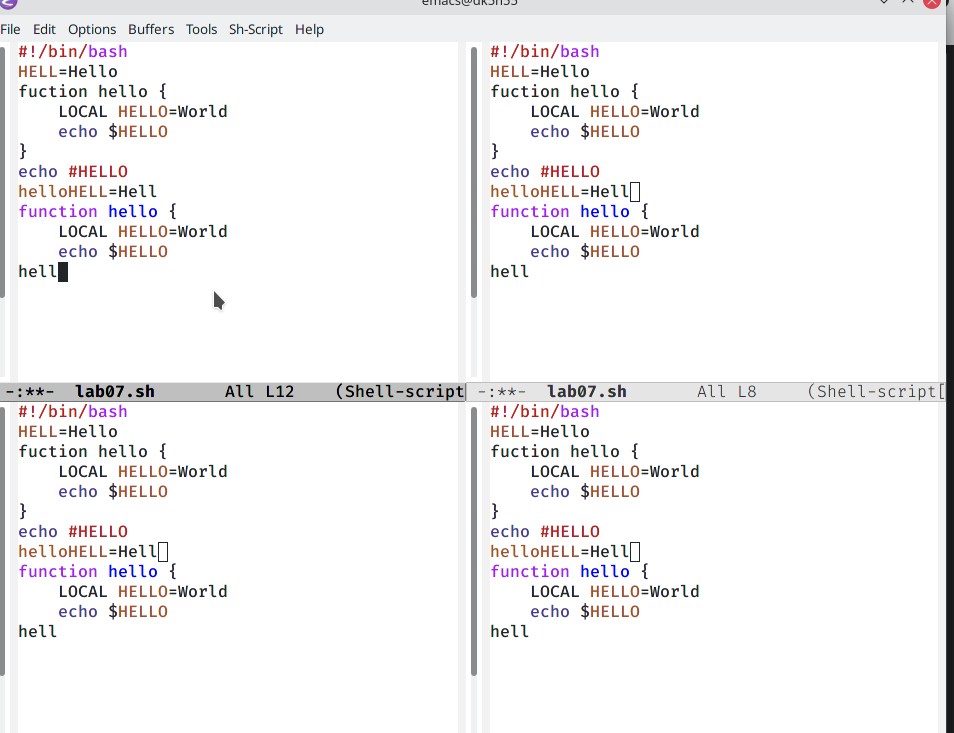 emacs@dk3n55
File Edit Options Buffers Tools Sh-Script Help
#!/bin/bash
HELL=Hello
fuction hello {
    LOCAL HELLO=World
    echo $HELLO
}
echo #HELLO
helloHELL=Hell
function hello {
    LOCAL HELLO=World
    echo $HELLO
hell
-:**-  lab07.sh       All L12    (Shell-script
#!/bin/bash
HELL=Hello
fuction hello {
    LOCAL HELLO=World
    echo $HELLO
}
echo #HELLO
helloHELL=Hell
function hello {
    LOCAL HELLO=World
    echo $HELLO
hell
-:**-  lab07.sh       All L8     (Shell-script[
#!/bin/bash
HELL=Hello
fuction hello {
    LOCAL HELLO=World
    echo $HELLO
}
echo #HELLO
helloHELL=Hell
function hello {
    LOCAL HELLO=World
    echo $HELLO
hell
#!/bin/bash
HELL=Hello
fuction hello {
    LOCAL HELLO=World
    echo $HELLO
}
echo #HELLO
helloHELL=Hell
function hello {
    LOCAL HELLO=World
    echo $HELLO
hell